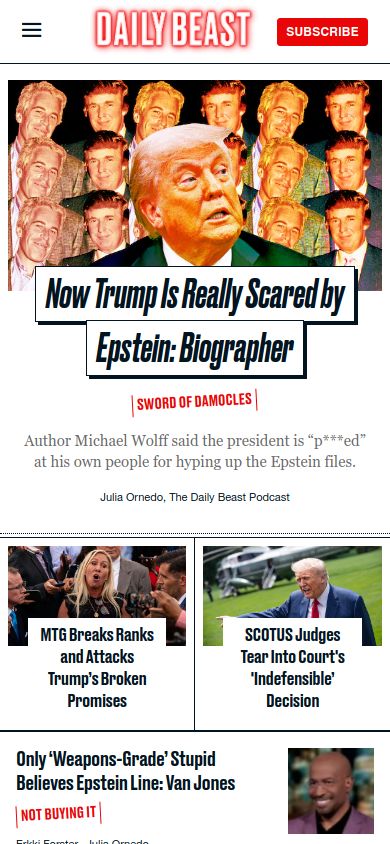 DAILY BEAST
SUBSCRIBE
Now Trump Is Really Scared by
Epstein: Biographer
SWORD OF DAMOCLES
Author Michael Wolff said the president is “p***ed”
at his own people for hyping up the Epstein files.
Julia Ornedo, The Daily Beast Podcast
MTG Breaks Ranks
and Attacks
Trump’s Broken
Promises
SCOTUS Judges
Tear Into Court’s
'Indefensible’
Decision
Only ‘Weapons-Grade’ Stupid
Believes Epstein Line: Van Jones
NOT BUYING IT
Erkki Forster, Julia Ornedo